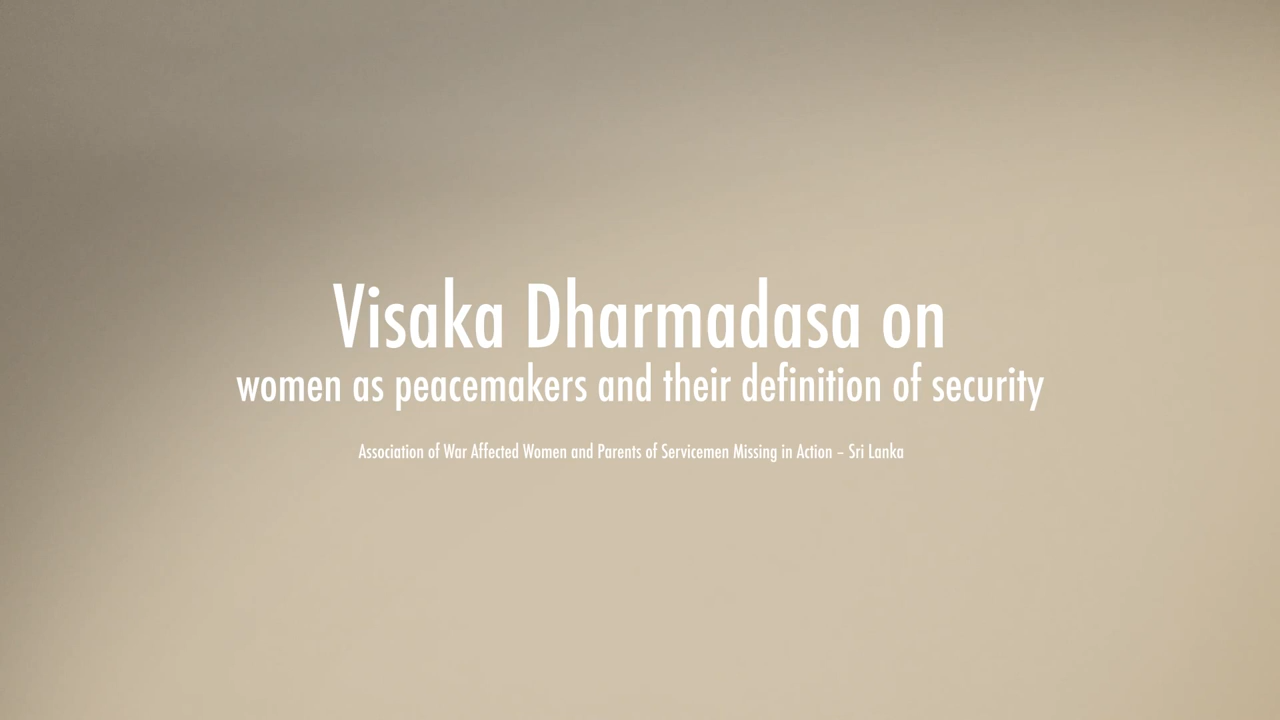 Visaka Dharmadasa on
women as peacemakers and their definition of security
Association of War Affected Women and Parents of Servicemen Missing in Action – Sri Lanka